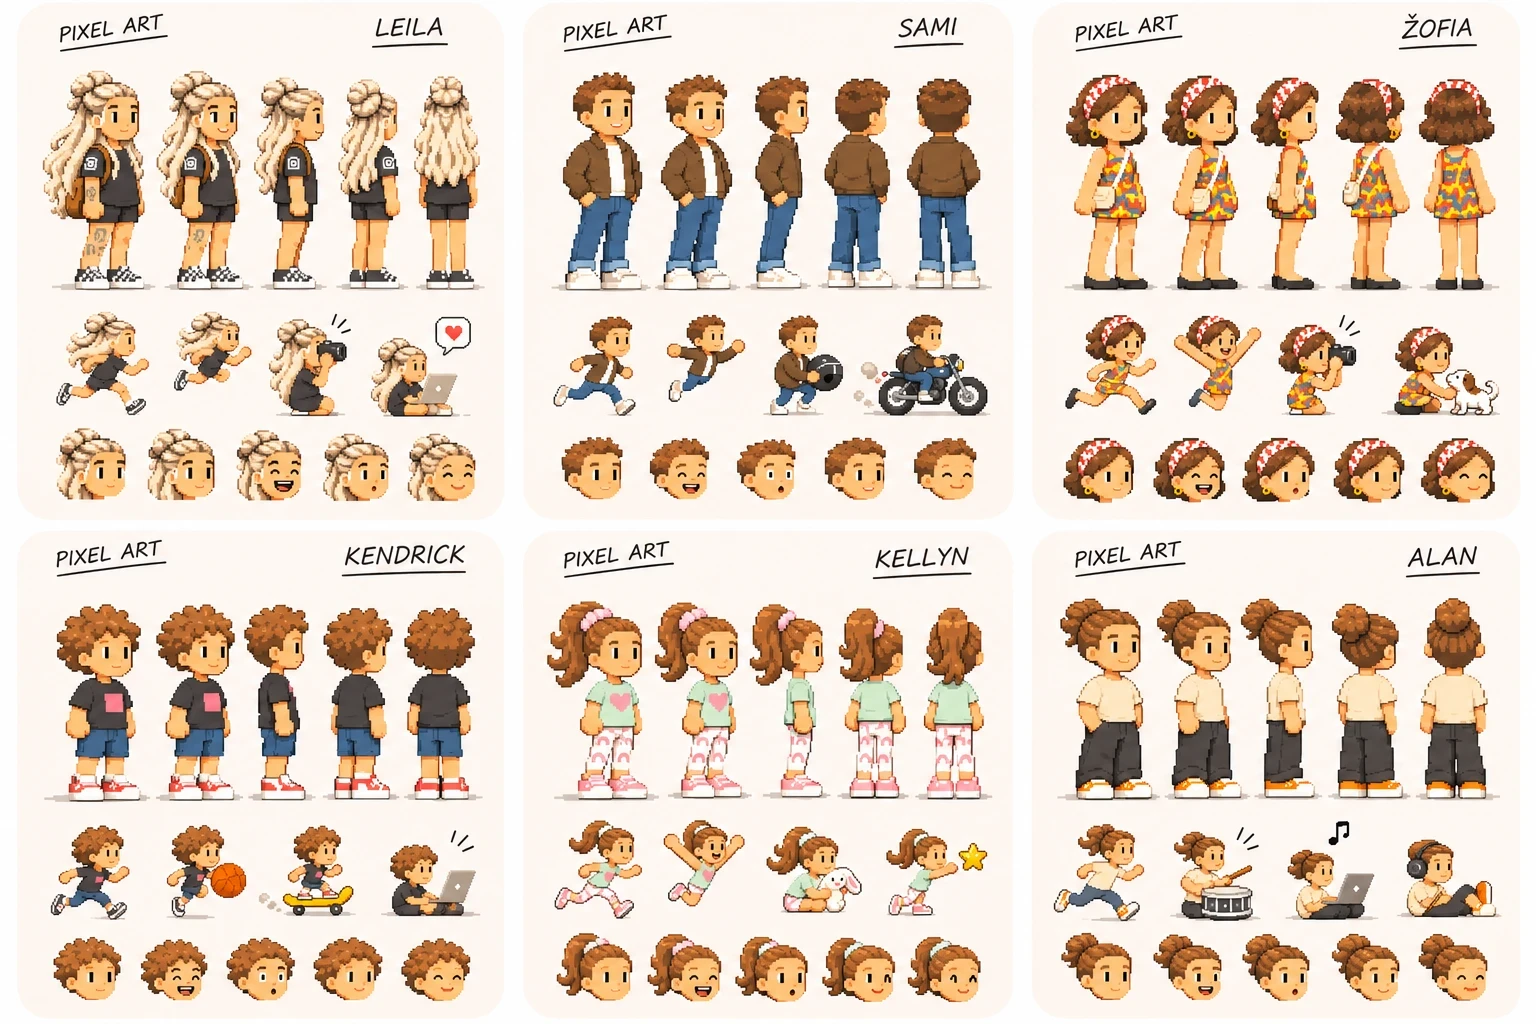 PIXEL ART
LEILA
PIXEL ART
SAMI
PIXEL ART
ŽOFIA
PIXEL ART
KENDRICK
PIXEL ART
KELLYN
PIXEL ART
ALAN